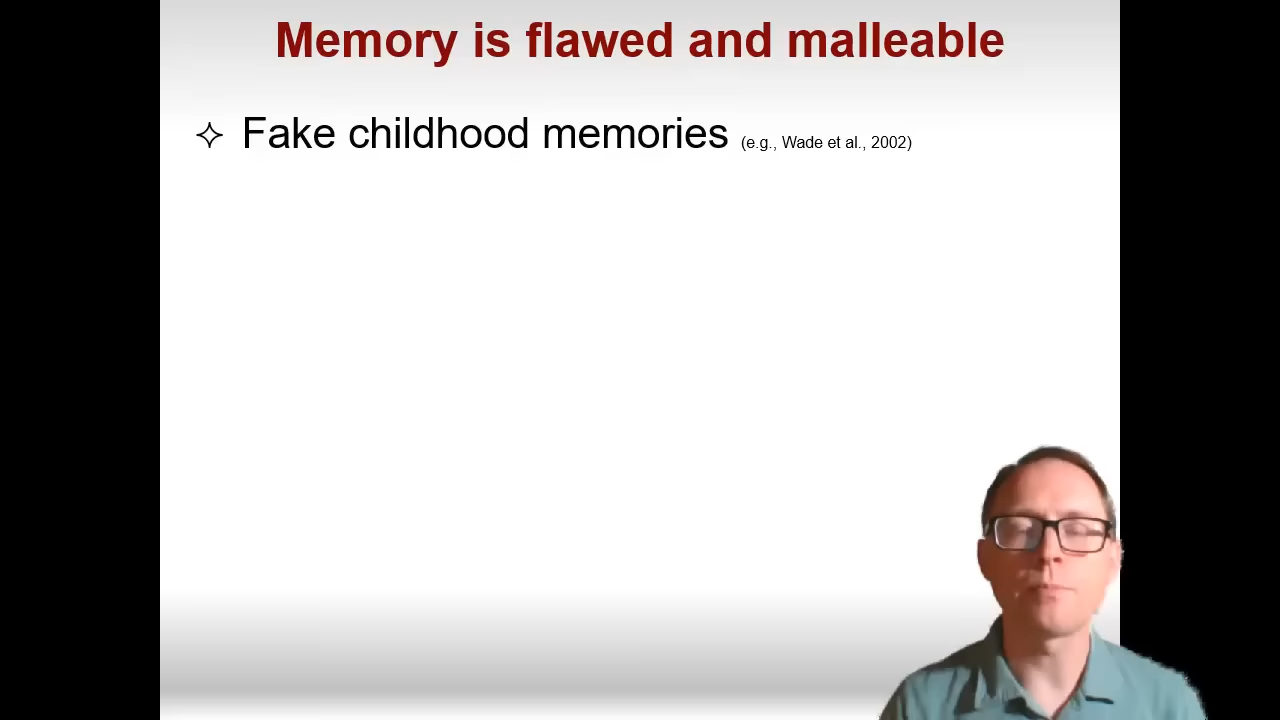 Memory is flawed and malleable
✧ Fake childhood memories (e.g., Wade et al., 2002)